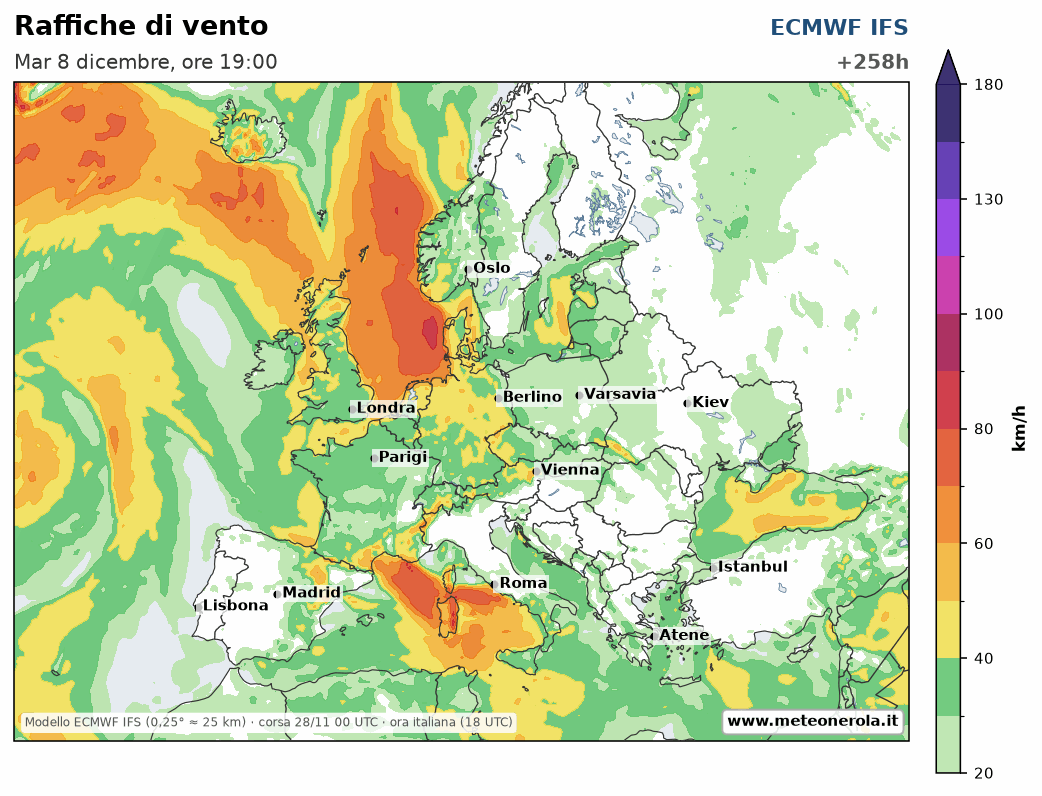 Raffiche di vento
ECMWF IFS
Mar 8 dicembre, ore 19:00
+258h
180
130
100
80
60
40
20
km/h
Oslo
Londra
Berlino
Varsavia
Kiev
Parigi
Vienna
Istanbul
Roma
Madrid
Lisbona
Atene
Modello ECMWF IFS (0,25° ≈ 25 km) · corsa 28/11 00 UTC · ora italiana (18 UTC)
www.meteonerola.it